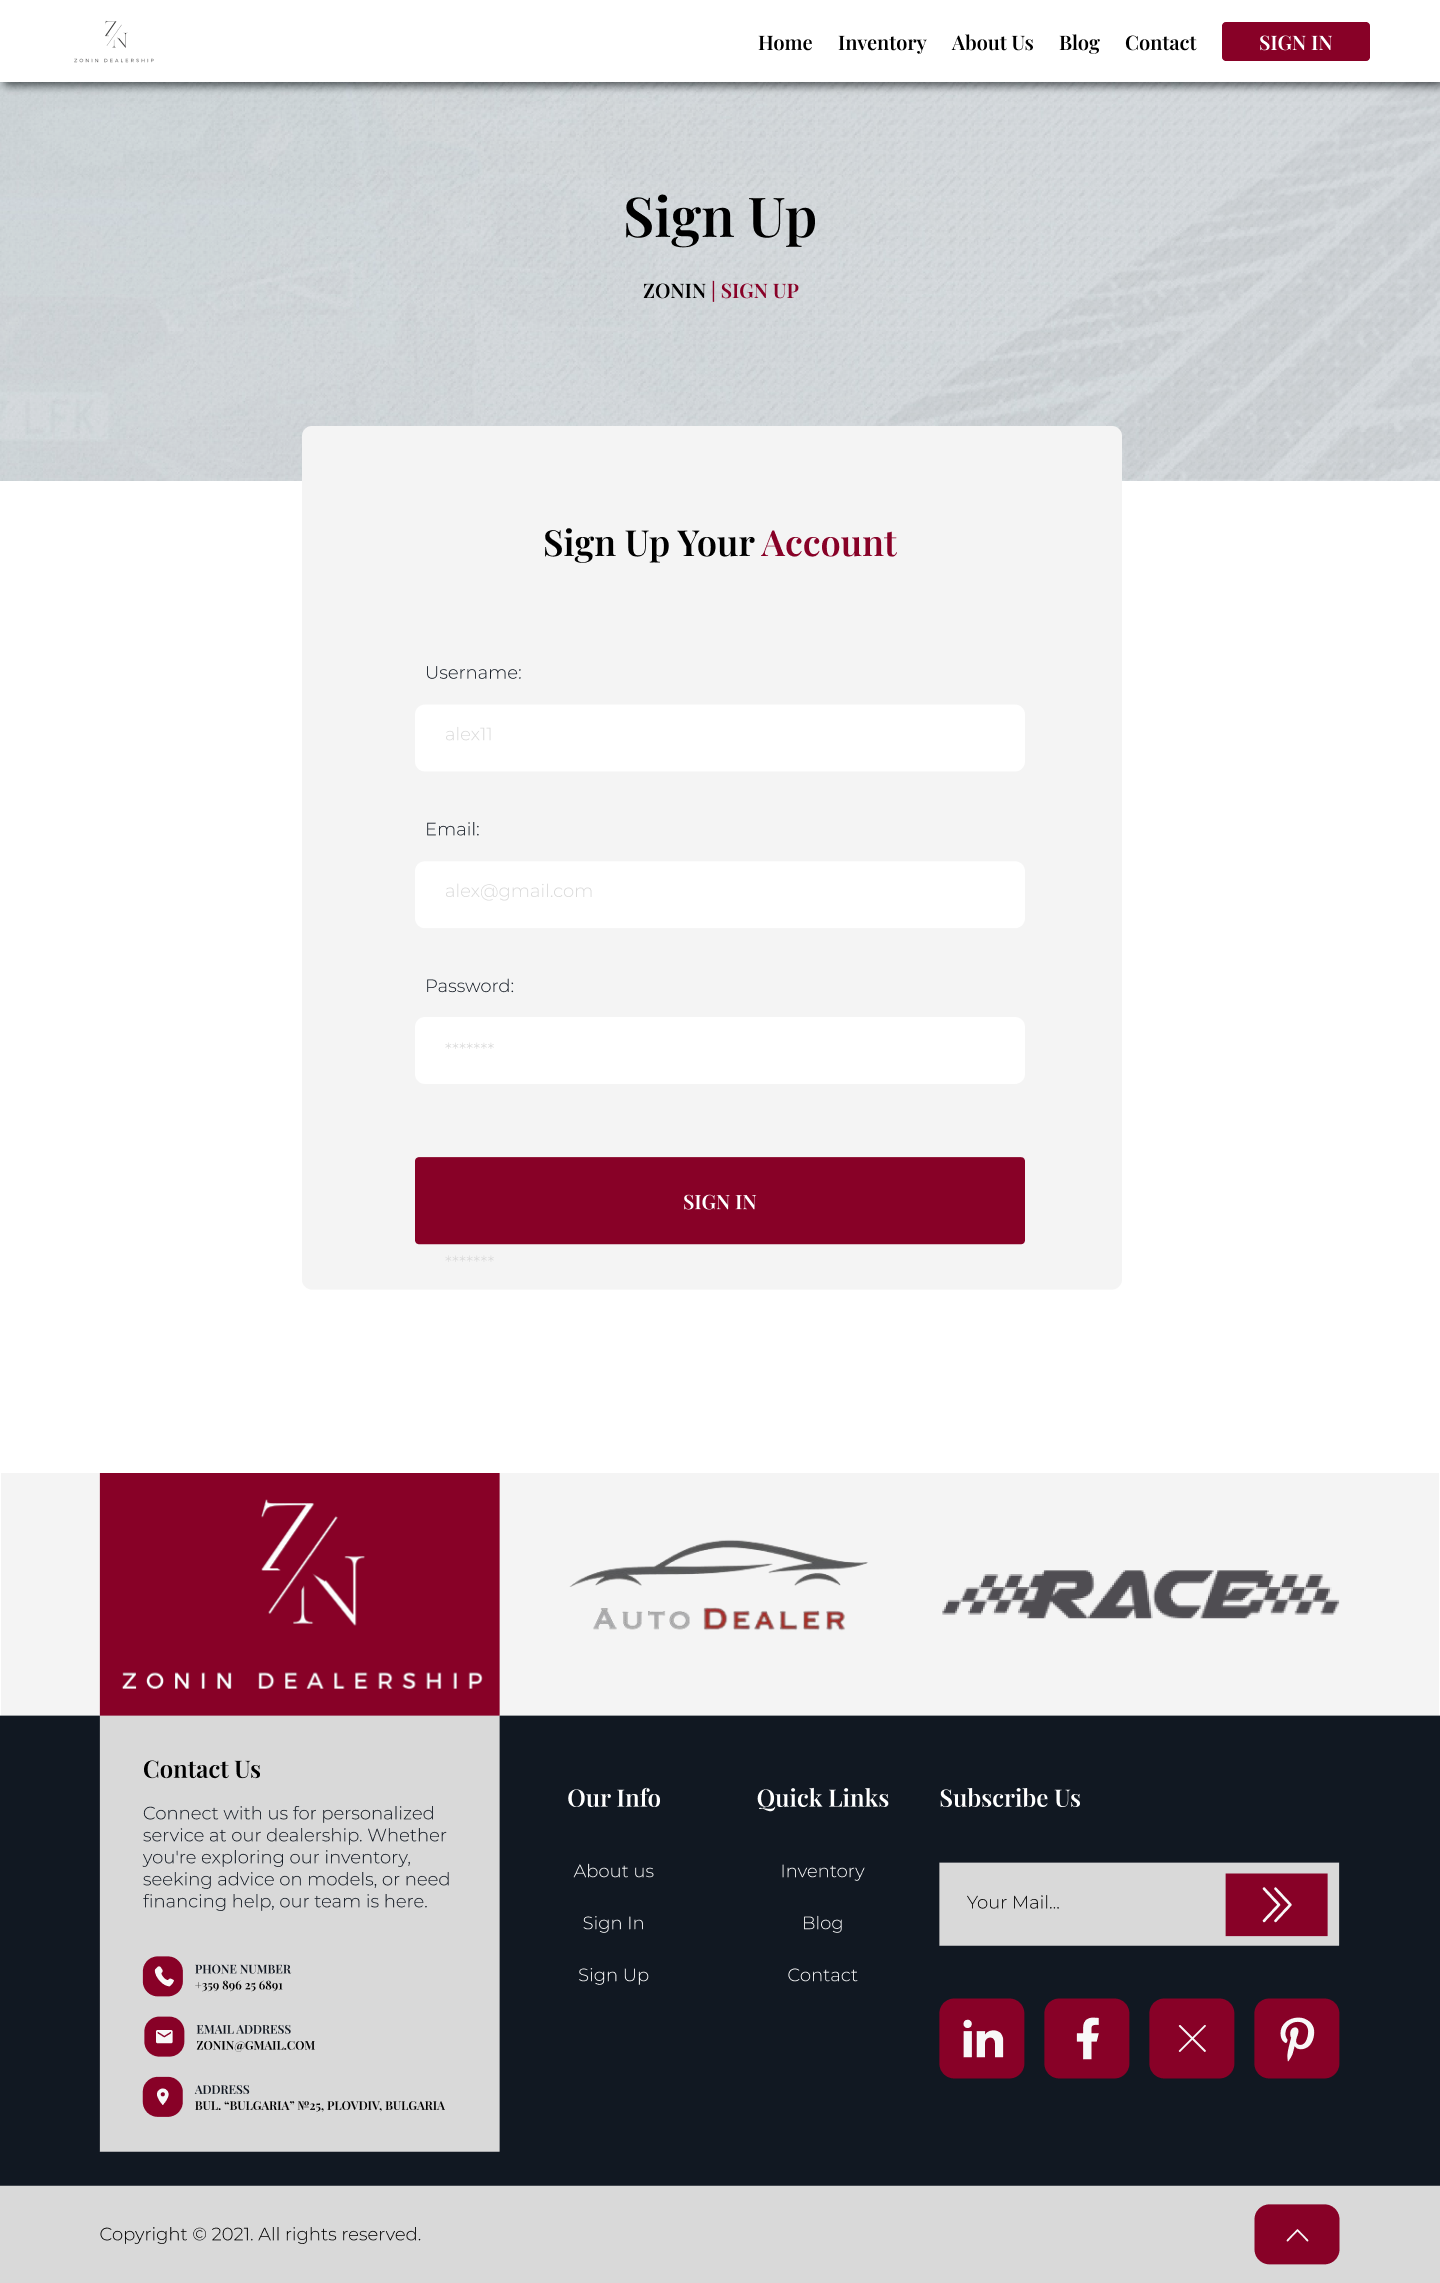 ZN
ZONIN DEALERSHIP
Home Inventory About Us Blog Contact SIGN IN
Sign Up
ZONIN | SIGN UP
LFK
Sign Up Your Account
Username:
alex11
Email:
alex@gmail.com
Password:
*******
SIGN IN
*******
ZN
ZONIN DEALERSHIP
AUTO DEALER
RACE
Contact Us
Connect with us for personalized
service at our dealership. Whether
you're exploring our inventory,
seeking advice on models, or need
financing help, our team is here.
PHONE NUMBER
+359 896 25 6891
EMAIL ADDRESS
ZONIN@GMAIL.COM
ADDRESS
BUL. “BULGARIA” №25, PLOVDIV, BULGARIA
Our Info
About us
Sign In
Sign Up
Quick Links
Inventory
Blog
Contact
Subscribe Us
Your Mail...
in f
Copyright © 2021. All rights reserved.